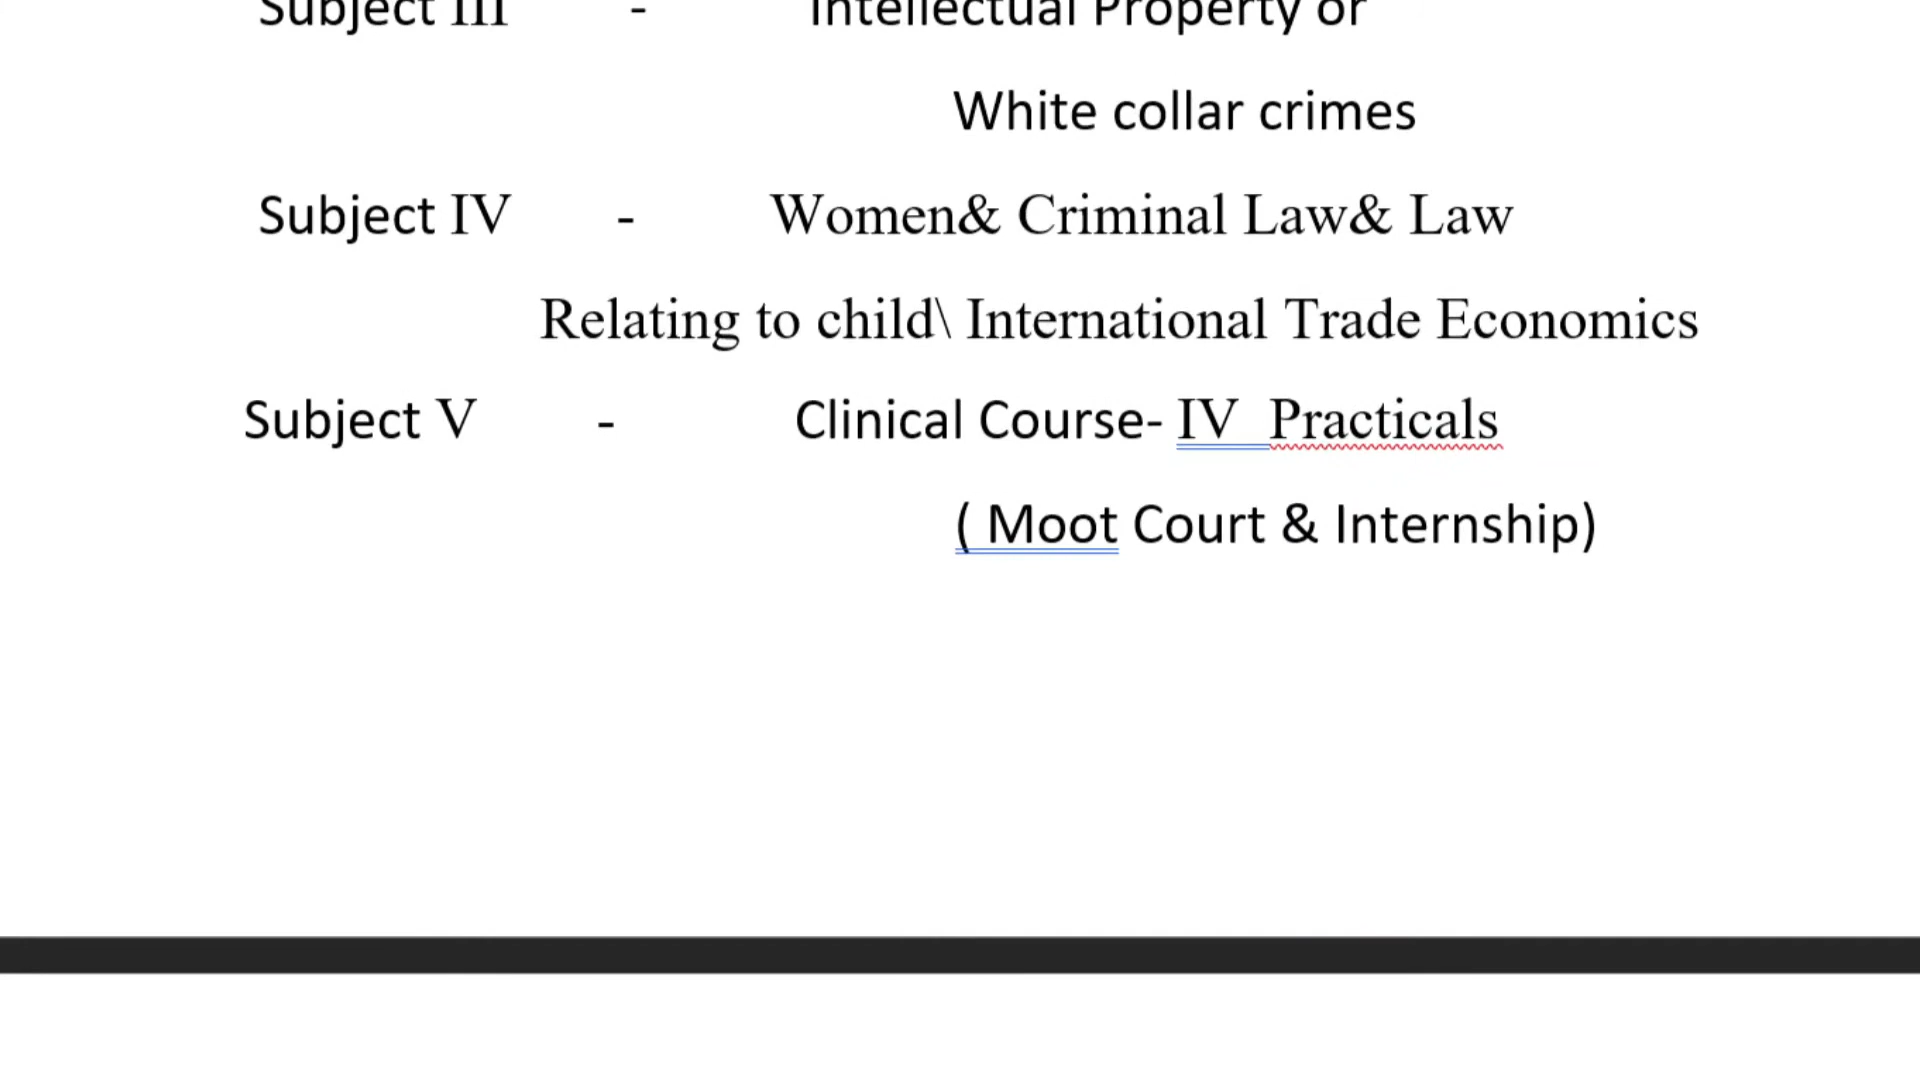 Subject III - Intellectual Property or
White collar crimes
Subject IV - Women& Criminal Law& Law
Relating to child\ International Trade Economics
Subject V - Clinical Course- IV  Practicals
( Moot Court & Internship)